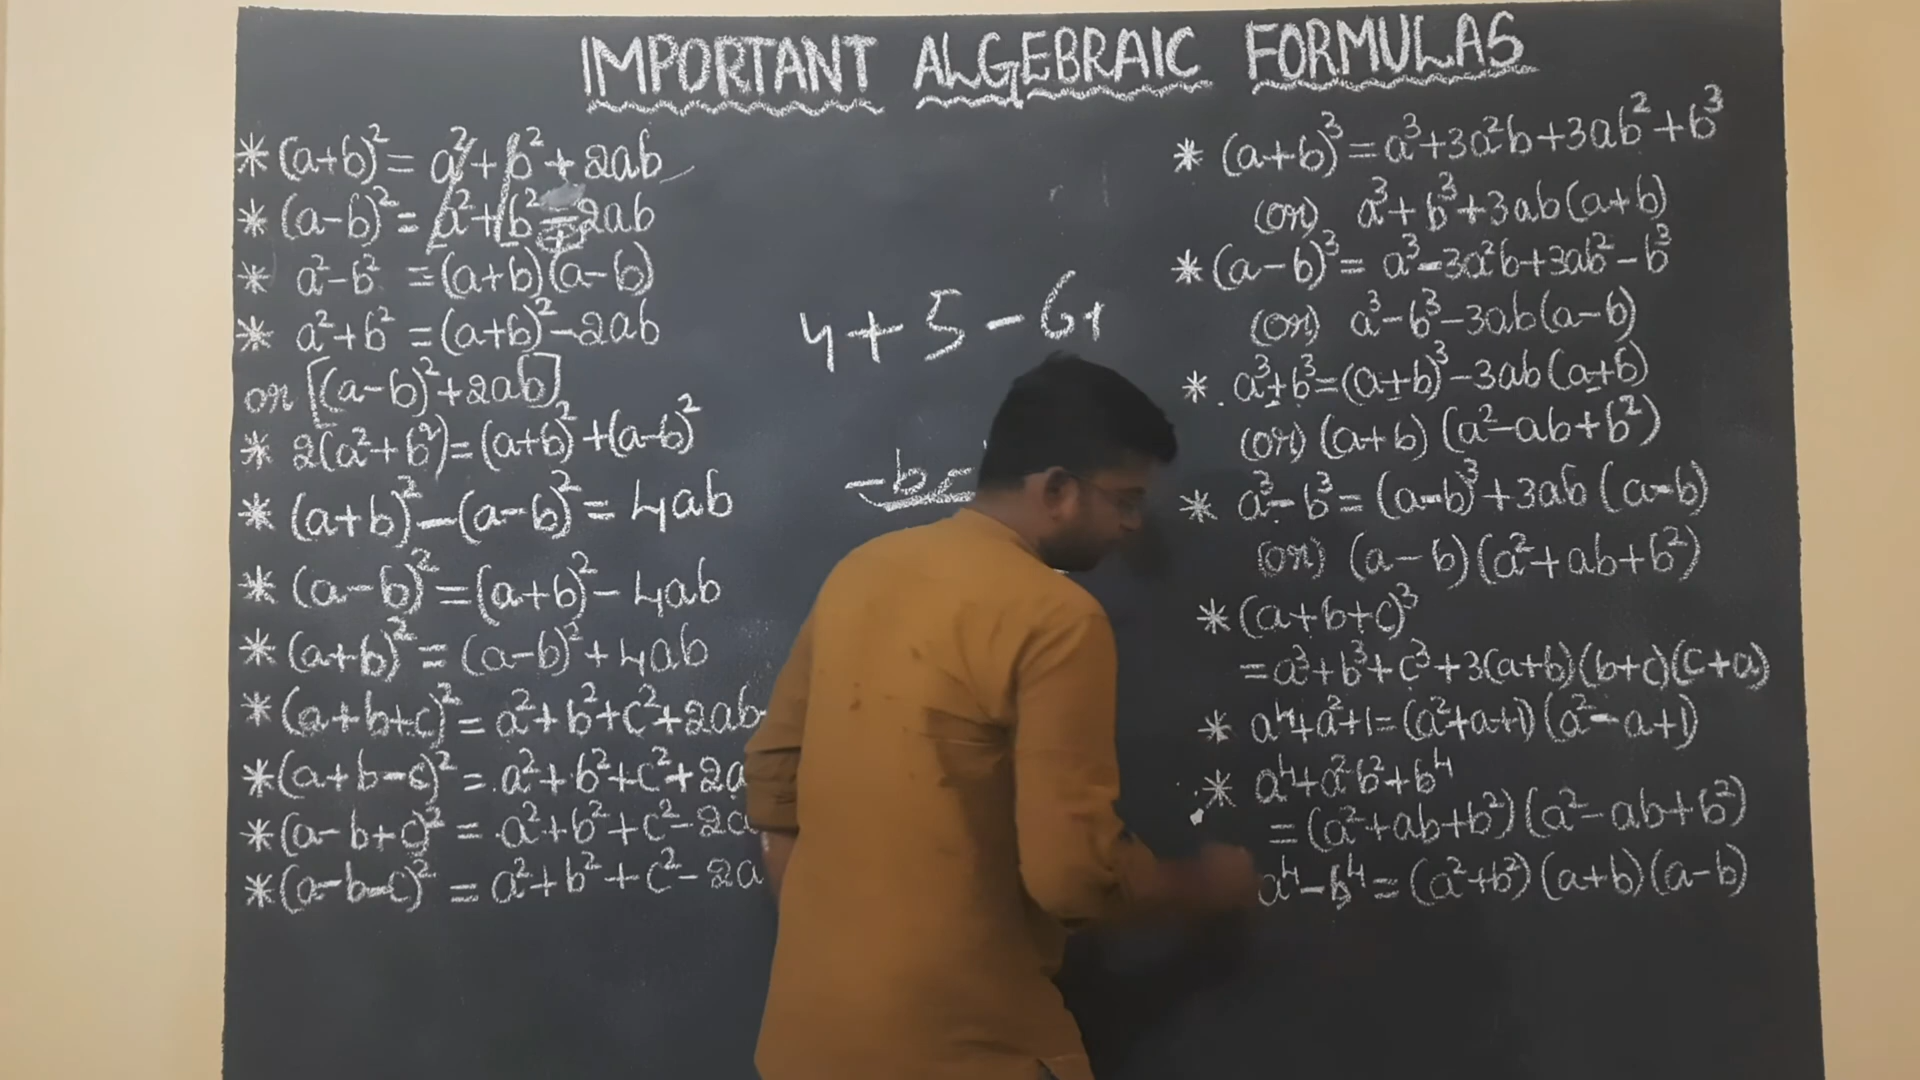 IMPORTANT ALGEBRAIC FORMULAS
* (a+b)² = a² + b² + 2ab
* (a-b)² = a² + b² - 2ab
* a² - b² = (a+b)(a-b)
* a² + b² = (a+b)² - 2ab
or [(a-b)² + 2ab]
* 2(a² + b²) = (a+b)² + (a-b)²
* (a+b)² - (a-b)² = 4ab
* (a-b)² = (a+b)² - 4ab
* (a+b)² = (a-b)² + 4ab
* (a+b+c)² = a² + b² + c² + 2ab
* (a+b-c)² = a² + b² + c² + 2a
* (a-b+c)² = a² + b² + c² - 2a
* (a-b-c)² = a² + b² + c² - 2a
4 + 5 - 6+
-b
* (a+b)³ = a³ + 3a²b + 3ab² + b³
(or) a³ + b³ + 3ab(a+b)
* (a-b)³ = a³ - 3a²b + 3ab² - b³
(or) a³ - b³ - 3ab(a-b)
* a³ + b³ = (a+b)³ - 3ab(a+b)
(or) (a+b) (a² - ab + b²)
* a³ - b³ = (a-b)³ + 3ab (a-b)
(or) (a-b) (a² + ab + b²)
* (a+b+c)³
= a³ + b³ + c³ + 3(a+b)(b+c)(c+a)
* a⁴ + a² + 1 = (a²+a+1) (a²-a+1)
* a⁴ + a²b² + b⁴
= (a² + ab + b²) (a² - ab + b²)
a⁴ - b⁴ = (a²+b²) (a+b) (a-b)